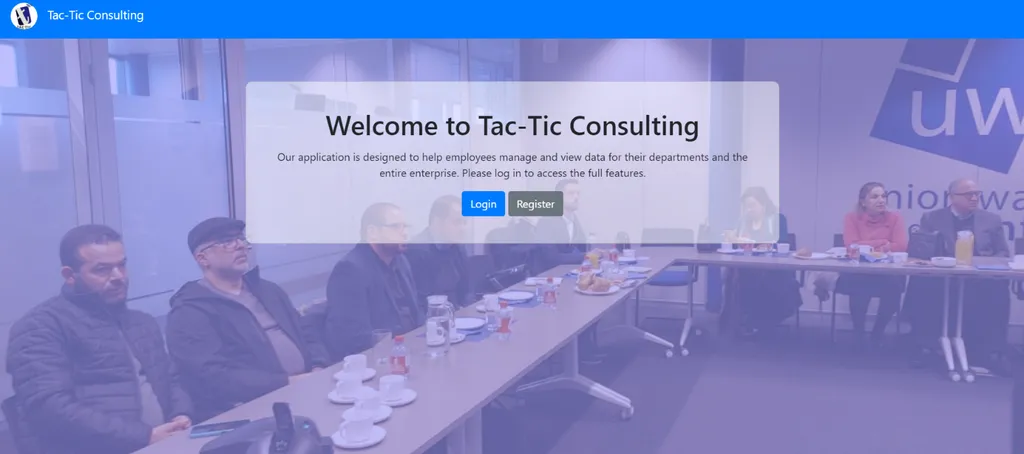 Tac-Tic Consulting
Welcome to Tac-Tic Consulting
Our application is designed to help employees manage and view data for their departments and the
entire enterprise. Please log in to access the full features.
Login
Register
uw